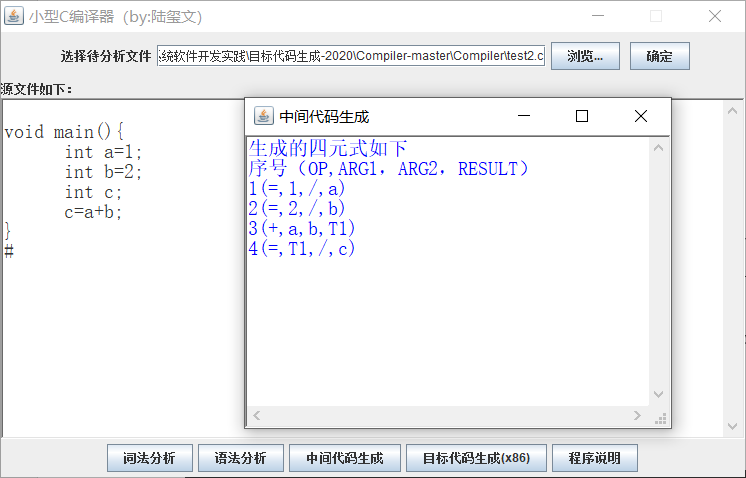 小型C编译器（by:陆玺文）
选择待分析文件 统软件开发实践\目标代码生成-2020\Compiler-master\Compiler\test2.c 浏览... 确定
源文件如下：
void main(){
int a=1;
int b=2;
int c;
c=a+b;
}
#
中间代码生成
生成的四元式如下
序号（OP,ARG1，ARG2，RESULT）
1(=,1,/,a)
2(=,2,/,b)
3(+,a,b,T1)
4(=,T1,/,c)
词法分析 语法分析 中间代码生成 目标代码生成(x86) 程序说明